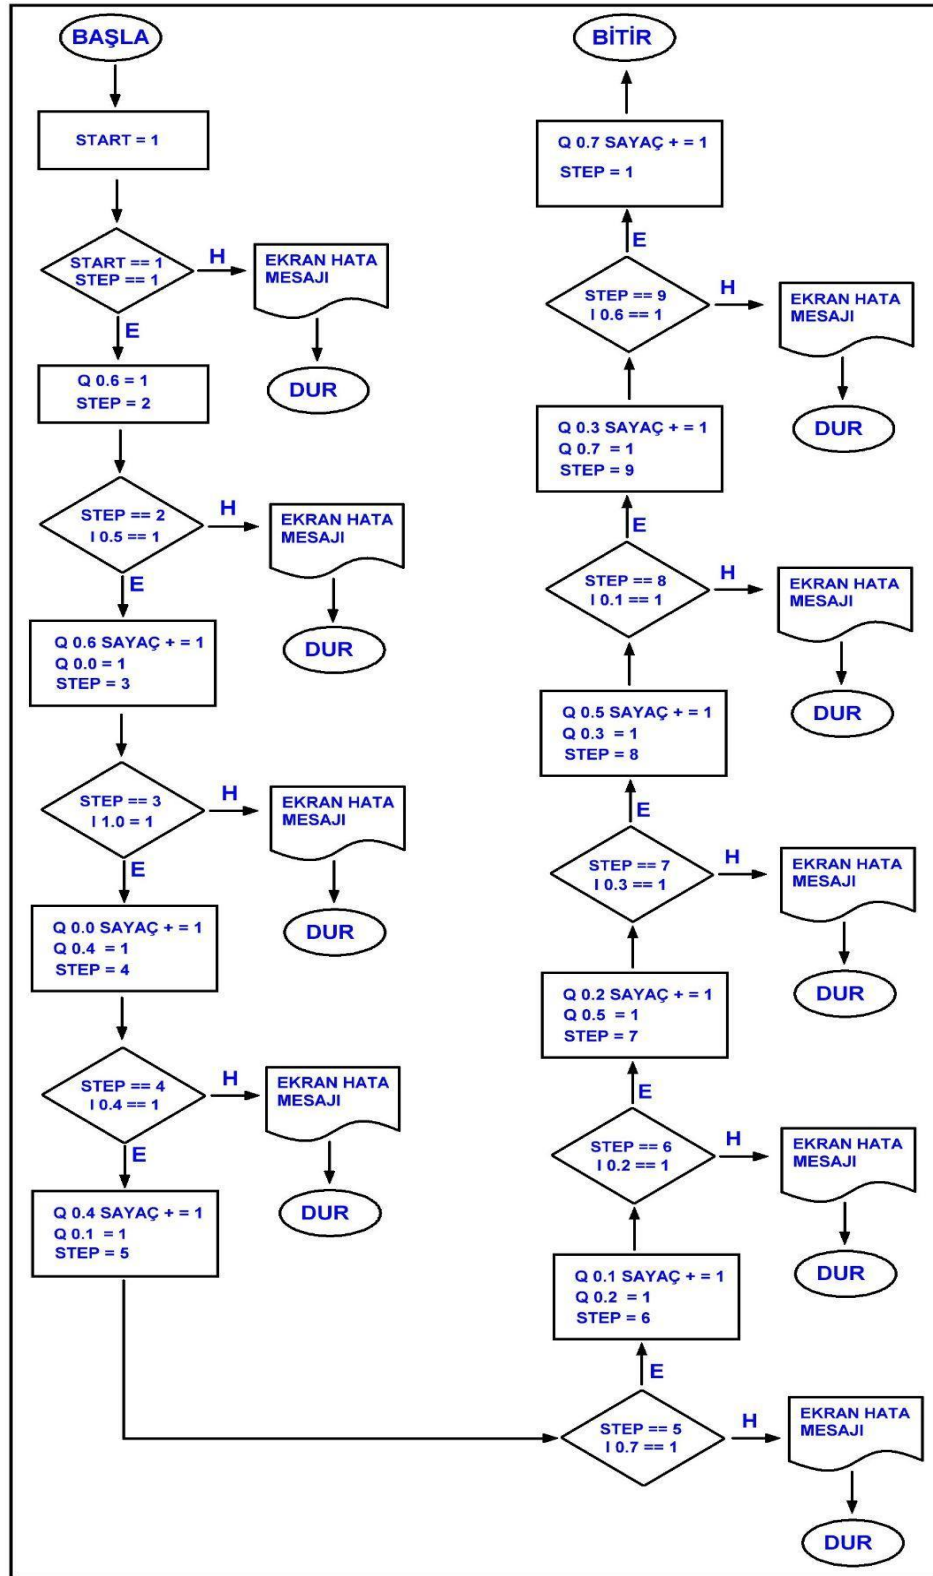 BAŞLA
START = 1
START == 1
STEP == 1
H
EKRAN HATA
MESAJI
DUR
E
Q 0.6 = 1
STEP = 2
STEP == 2
I 0.5 == 1
H
EKRAN HATA
MESAJI
DUR
E
Q 0.6 SAYAÇ + = 1
Q 0.0 = 1
STEP = 3
STEP == 3
I 1.0 = 1
H
EKRAN HATA
MESAJI
DUR
E
Q 0.0 SAYAÇ + = 1
Q 0.4 = 1
STEP = 4
STEP == 4
I 0.4 == 1
H
EKRAN HATA
MESAJI
DUR
E
Q 0.4 SAYAÇ + = 1
Q 0.1 = 1
STEP = 5
STEP == 5
I 0.7 == 1
H
EKRAN HATA
MESAJI
DUR
E
Q 0.1 SAYAÇ + = 1
Q 0.2 = 1
STEP = 6
STEP == 6
I 0.2 == 1
H
EKRAN HATA
MESAJI
DUR
E
Q 0.2 SAYAÇ + = 1
Q 0.5 = 1
STEP = 7
STEP == 7
I 0.3 == 1
H
EKRAN HATA
MESAJI
DUR
E
Q 0.5 SAYAÇ + = 1
Q 0.3 = 1
STEP = 8
STEP == 8
I 0.1 == 1
H
EKRAN HATA
MESAJI
DUR
E
Q 0.3 SAYAÇ + = 1
Q 0.7 = 1
STEP = 9
STEP == 9
I 0.6 == 1
H
EKRAN HATA
MESAJI
DUR
E
Q 0.7 SAYAÇ + = 1
STEP = 1
BİTİR